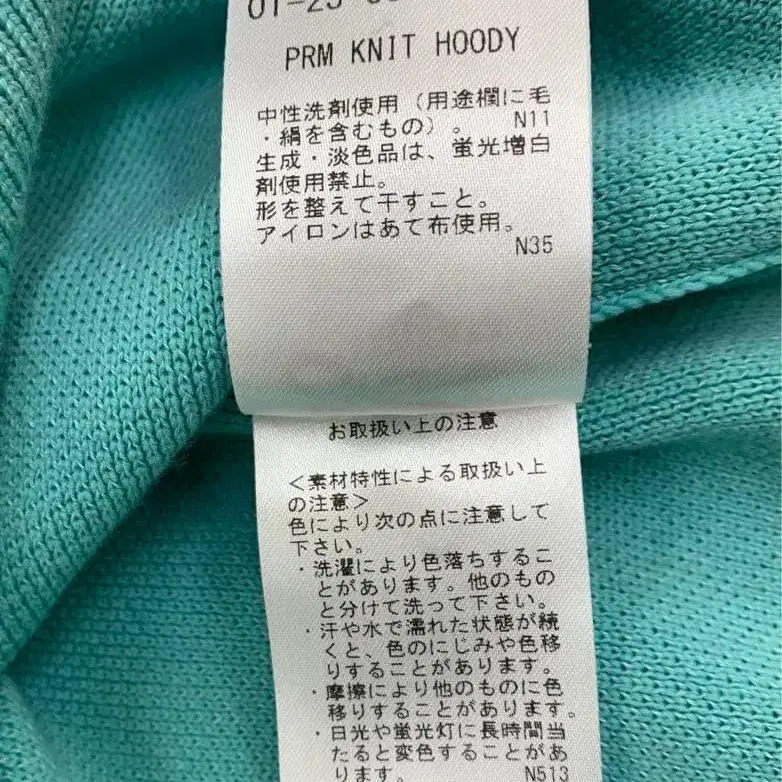 PRM KNIT HOODY
中性洗剤使用（用途欄に毛
・絹を含むもの）。 N11
生成・淡色品は、蛍光増白
剤使用禁止。
形を整えて干すこと。
アイロンはあて布使用。
N35
お取扱い上の注意
＜素材特性による取扱い上
の注意＞
色により次の点に注意して
下さい。
・洗濯により色落ちするこ
とがあります。他のもの
と分けて洗って下さい。
・汗や水で濡れた状態が続
くと、色のにじみや色移
りすることがあります。
・摩擦により他のものに色
移りすることがあります。
・日光や蛍光灯に長時間当
たると変色することがあ
ります。 N513